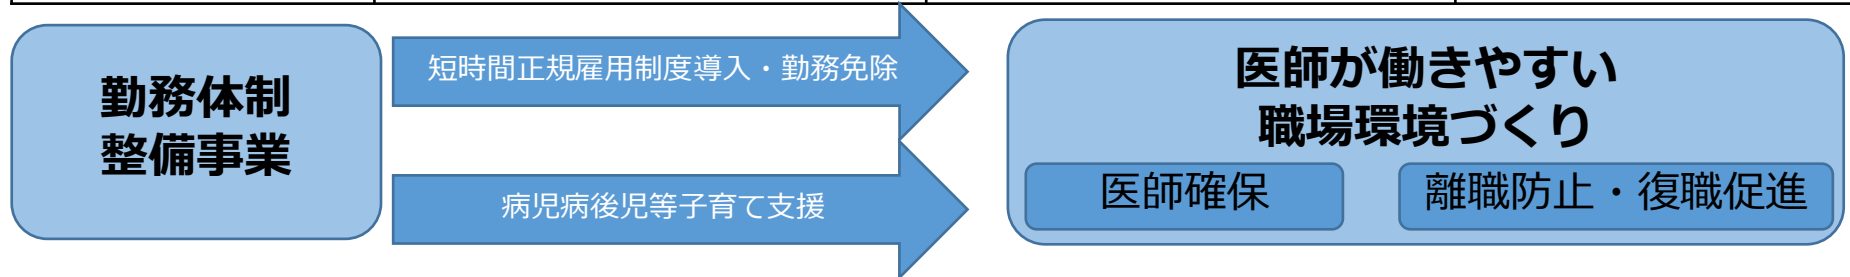 勤務体制
整備事業
短時間正規雇用制度導入・勤務免除
病児病後児等子育て支援
医師が働きやすい
職場環境づくり
医師確保
離職防止・復職促進